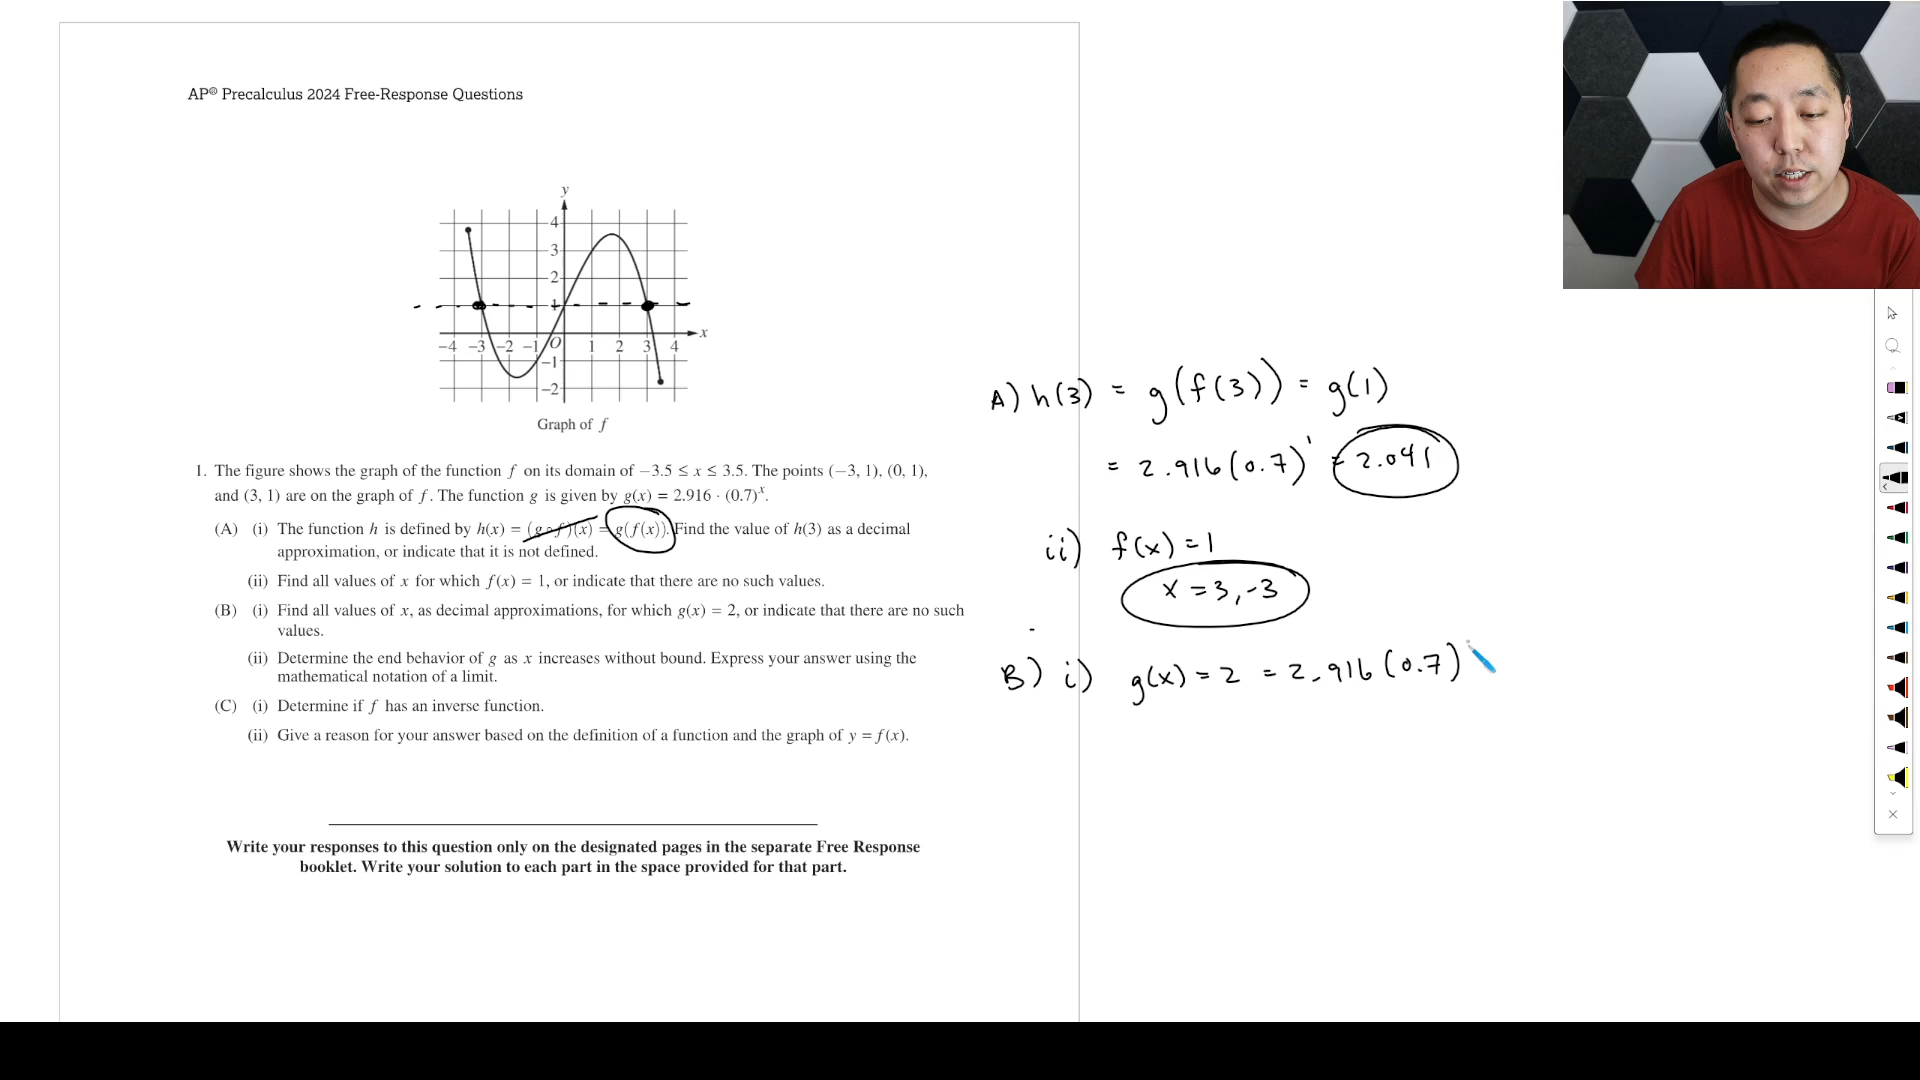 AP® Precalculus 2024 Free-Response Questions
y
4
3
2
1
−4 −3 −2 −1 O 1 2 3 4 x
−1
−2
Graph of f
1. The figure shows the graph of the function f on its domain of −3.5 ≤ x ≤ 3.5. The points (−3, 1), (0, 1),
and (3, 1) are on the graph of f. The function g is given by g(x) = 2.916 · (0.7)^x.
(A) (i) The function h is defined by h(x) = (g ∘ f)(x) = g(f(x)). Find the value of h(3) as a decimal
approximation, or indicate that it is not defined.
(ii) Find all values of x for which f(x) = 1, or indicate that there are no such values.
(B) (i) Find all values of x, as decimal approximations, for which g(x) = 2, or indicate that there are no such
values.
(ii) Determine the end behavior of g as x increases without bound. Express your answer using the
mathematical notation of a limit.
(C) (i) Determine if f has an inverse function.
(ii) Give a reason for your answer based on the definition of a function and the graph of y = f(x).
Write your responses to this question only on the designated pages in the separate Free Response
booklet. Write your solution to each part in the space provided for that part.
A) h(3) = g(f(3)) = g(1)
= 2.916(0.7)^1 = 2.041
ii) f(x) = 1
x = 3, -3
B) i) g(x) = 2 = 2.916(0.7)